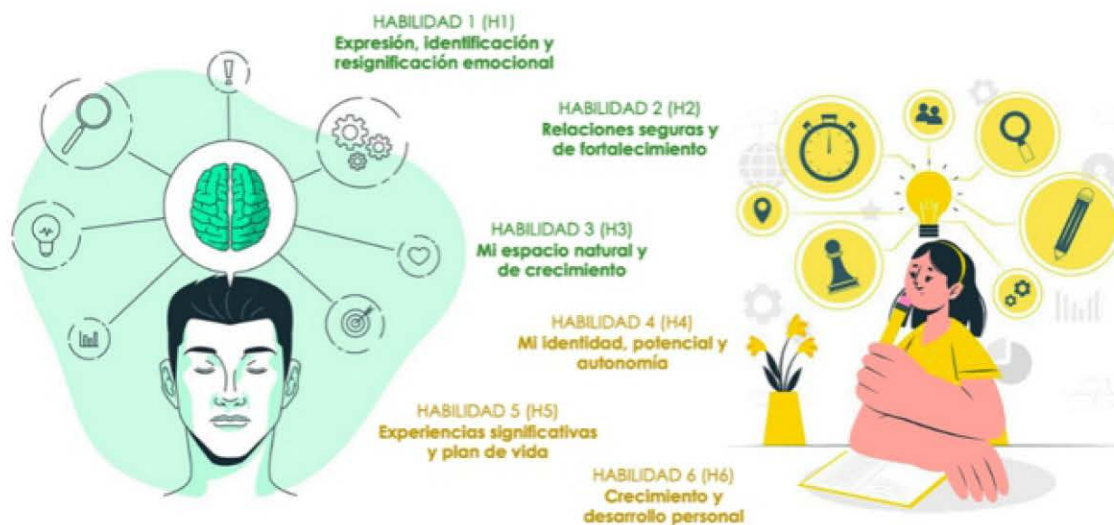 HABILIDAD 1 (H1)
Expresión, identificación y
resignificación emocional
HABILIDAD 2 (H2)
Relaciones seguras y
de fortalecimiento
HABILIDAD 3 (H3)
Mi espacio natural y
de crecimiento
HABILIDAD 4 (H4)
Mi identidad, potencial y
autonomía
HABILIDAD 5 (H5)
Experiencias significativas
y plan de vida
HABILIDAD 6 (H6)
Crecimiento y
desarrollo personal